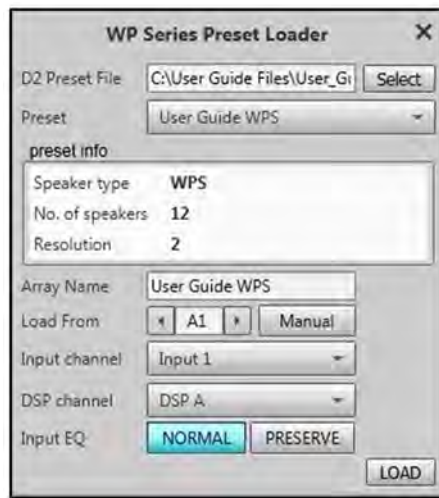 WP Series Preset Loader ×
D2 Preset File C:\User Guide Files\User_Gu Select
Preset User Guide WPS
preset info
Speaker type WPS
No. of speakers 12
Resolution 2
Array Name User Guide WPS
Load From A1 Manual
Input channel Input 1
DSP channel DSP A
Input EQ NORMAL PRESERVE
LOAD